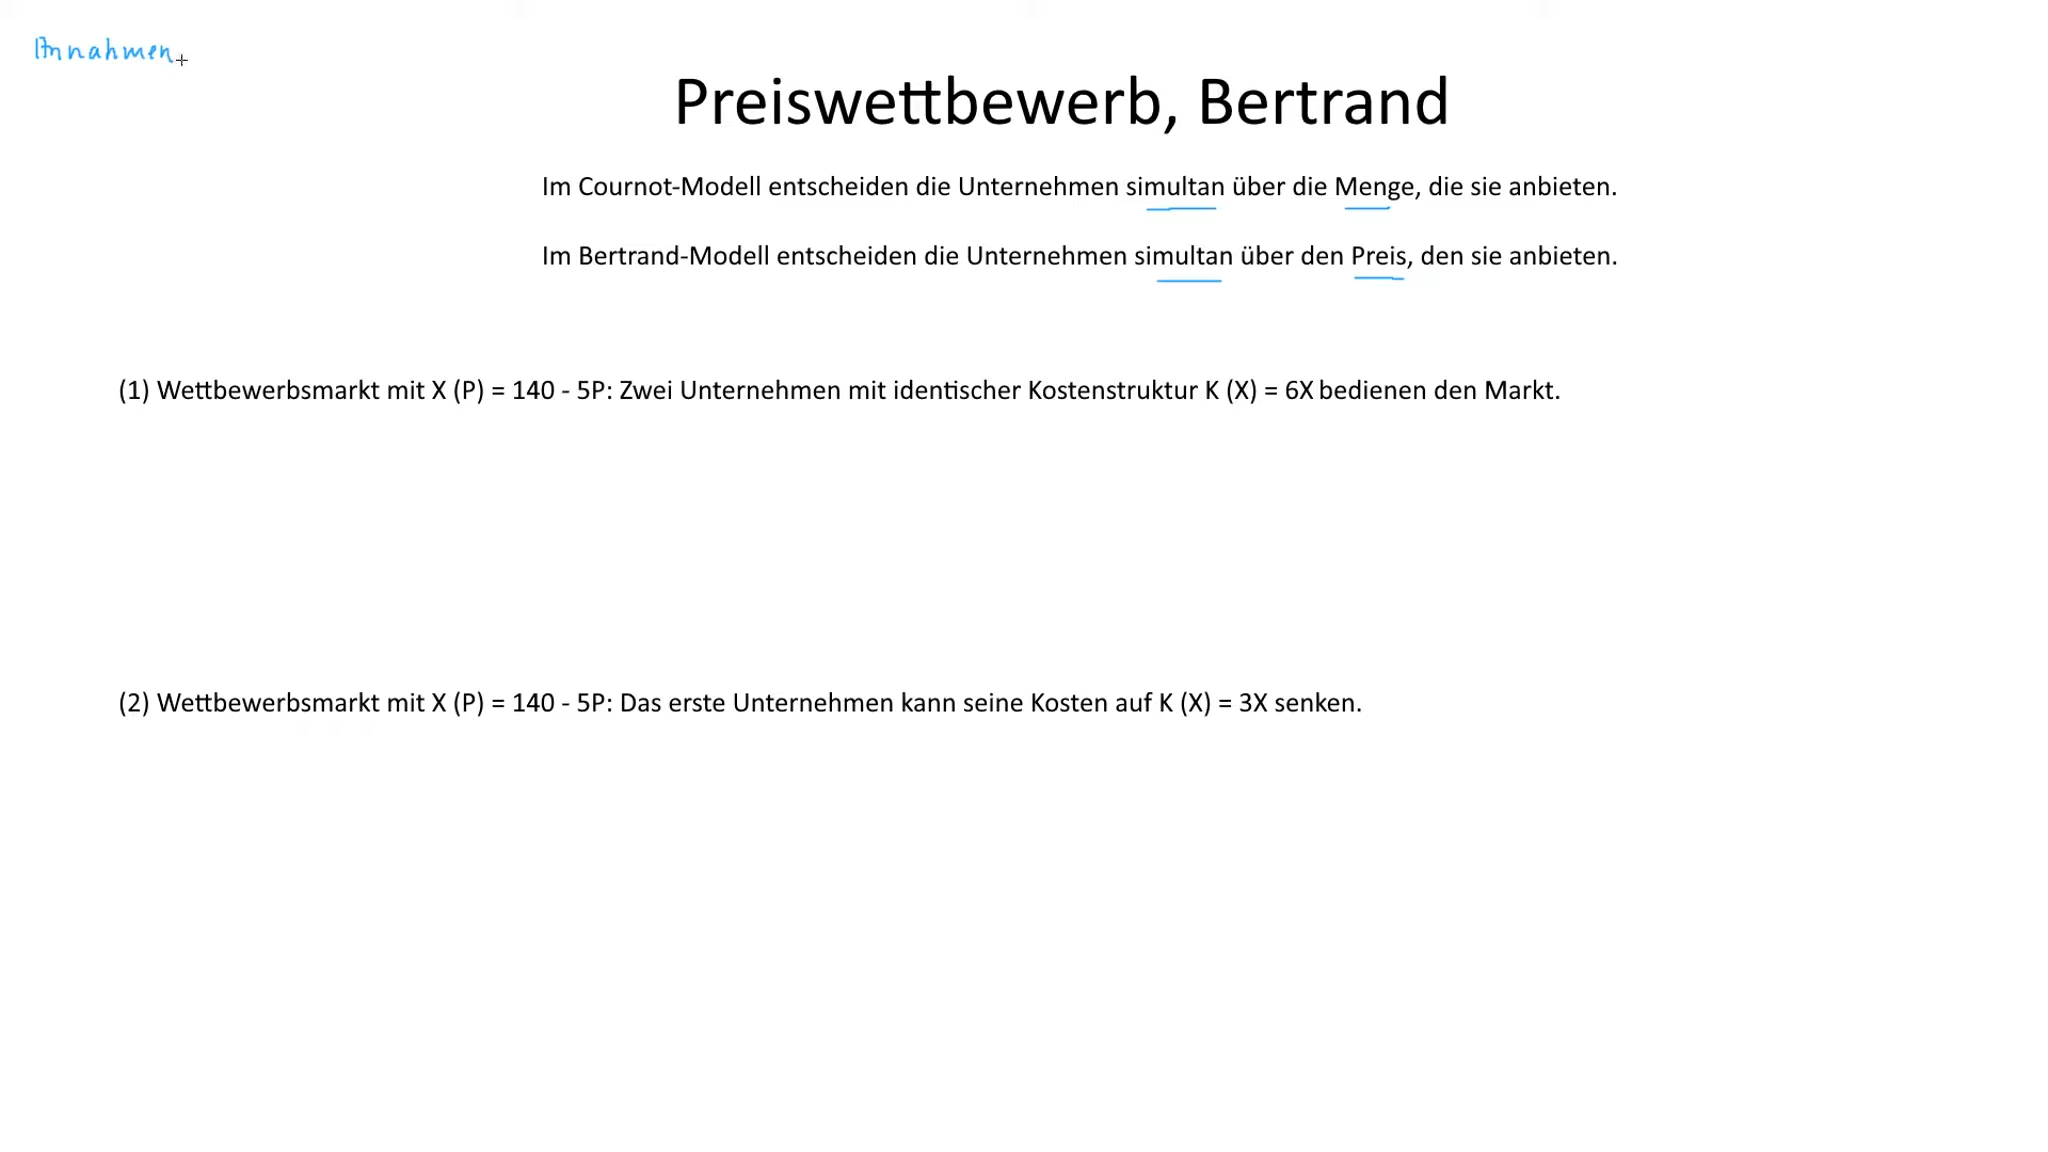 Annahmen
Preiswettbewerb, Bertrand
Im Cournot-Modell entscheiden die Unternehmen simultan über die Menge, die sie anbieten.
Im Bertrand-Modell entscheiden die Unternehmen simultan über den Preis, den sie anbieten.
(1) Wettbewerbsmarkt mit X (P) = 140 - 5P: Zwei Unternehmen mit identischer Kostenstruktur K (X) = 6X bedienen den Markt.
(2) Wettbewerbsmarkt mit X (P) = 140 - 5P: Das erste Unternehmen kann seine Kosten auf K (X) = 3X senken.